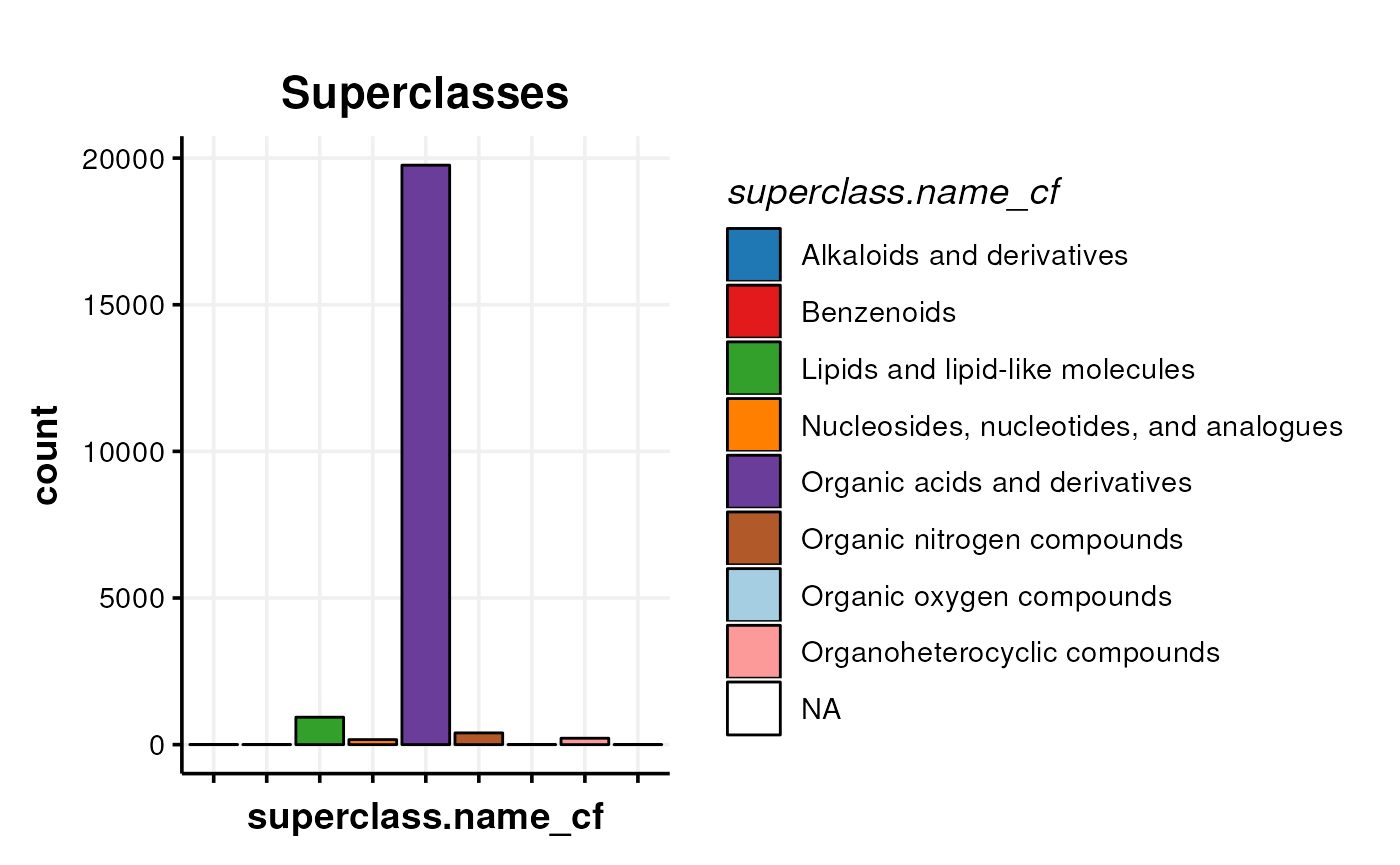 Superclasses
20000
15000
10000
5000
0
count
superclass.name_cf
superclass.name_cf
Alkaloids and derivatives
Benzenoids
Lipids and lipid-like molecules
Nucleosides, nucleotides, and analogues
Organic acids and derivatives
Organic nitrogen compounds
Organic oxygen compounds
Organoheterocyclic compounds
NA